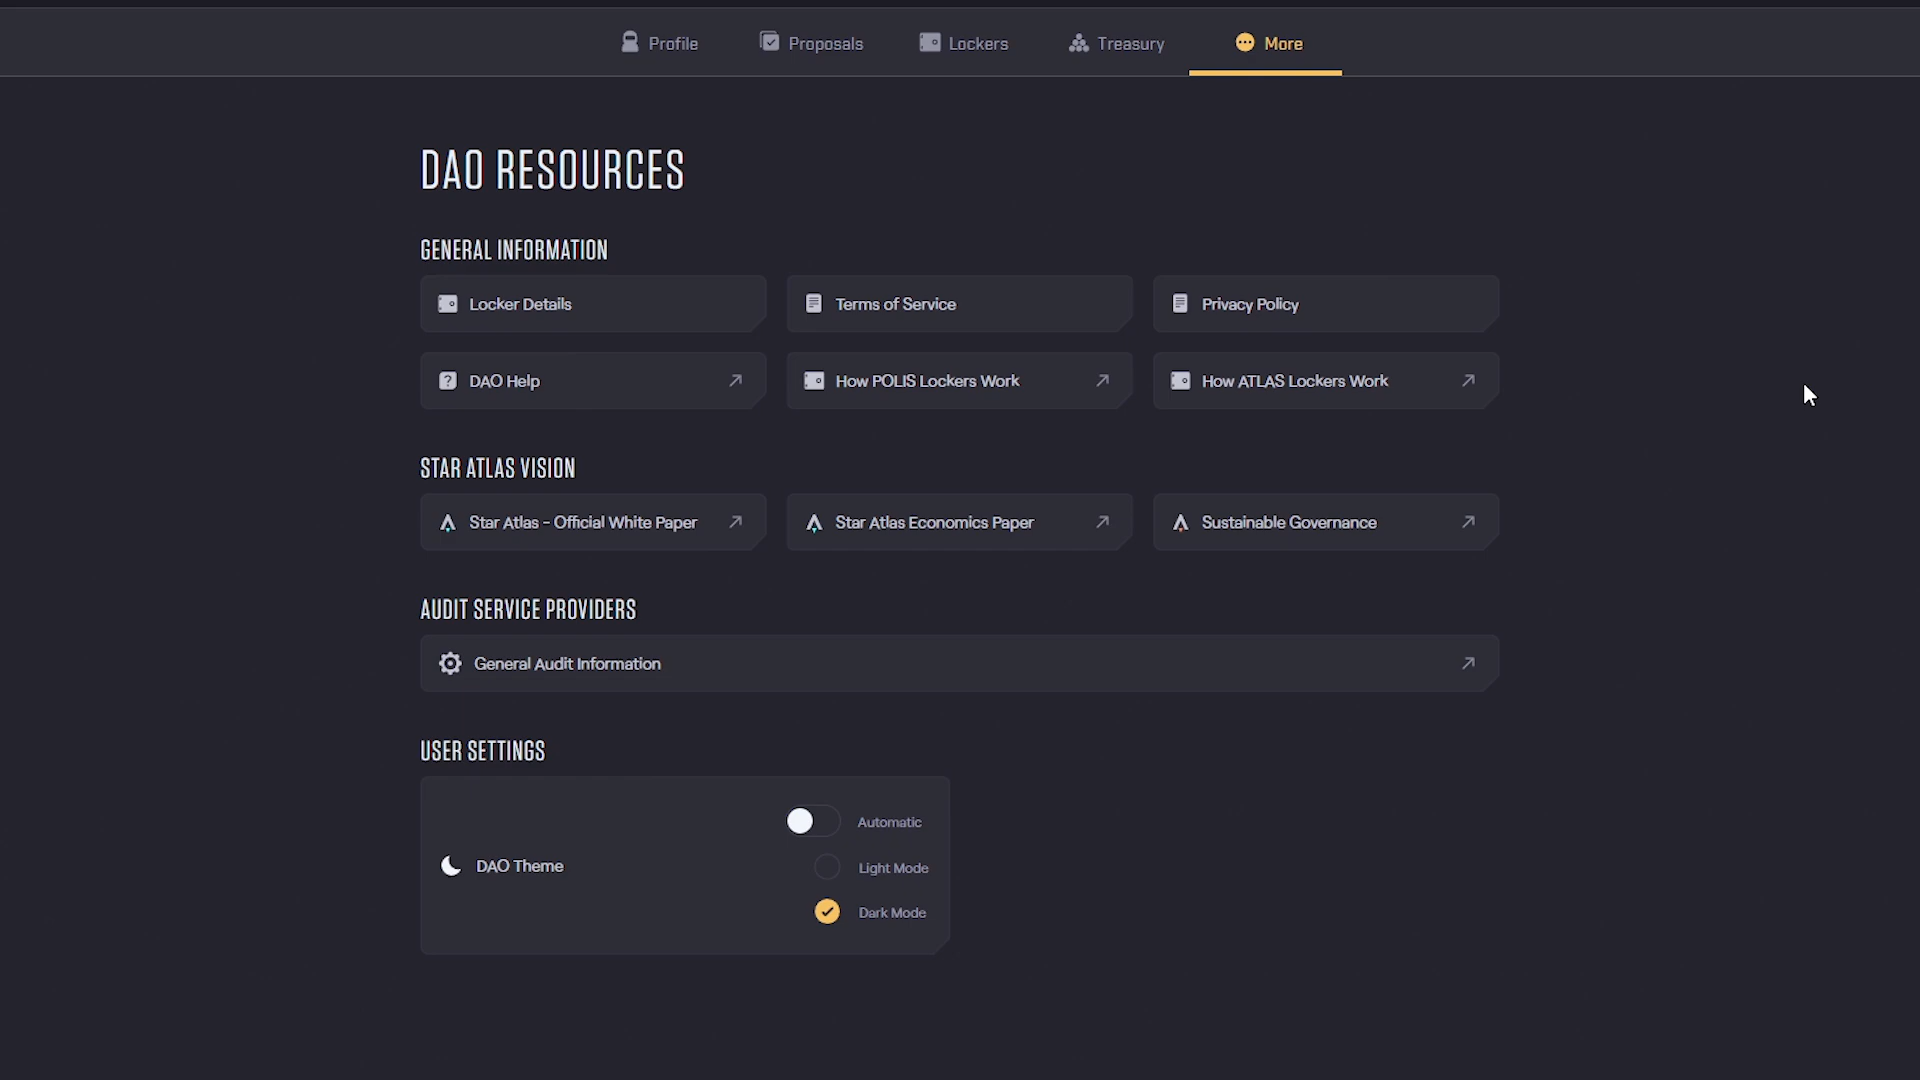 Profile
Proposals
Lockers
Treasury
More
DAO RESOURCES
GENERAL INFORMATION
Locker Details
Terms of Service
Privacy Policy
DAO Help
How POLIS Lockers Work
How ATLAS Lockers Work
STAR ATLAS VISION
Star Atlas - Official White Paper
Star Atlas Economics Paper
Sustainable Governance
AUDIT SERVICE PROVIDERS
General Audit Information
USER SETTINGS
DAO Theme
Automatic
Light Mode
Dark Mode